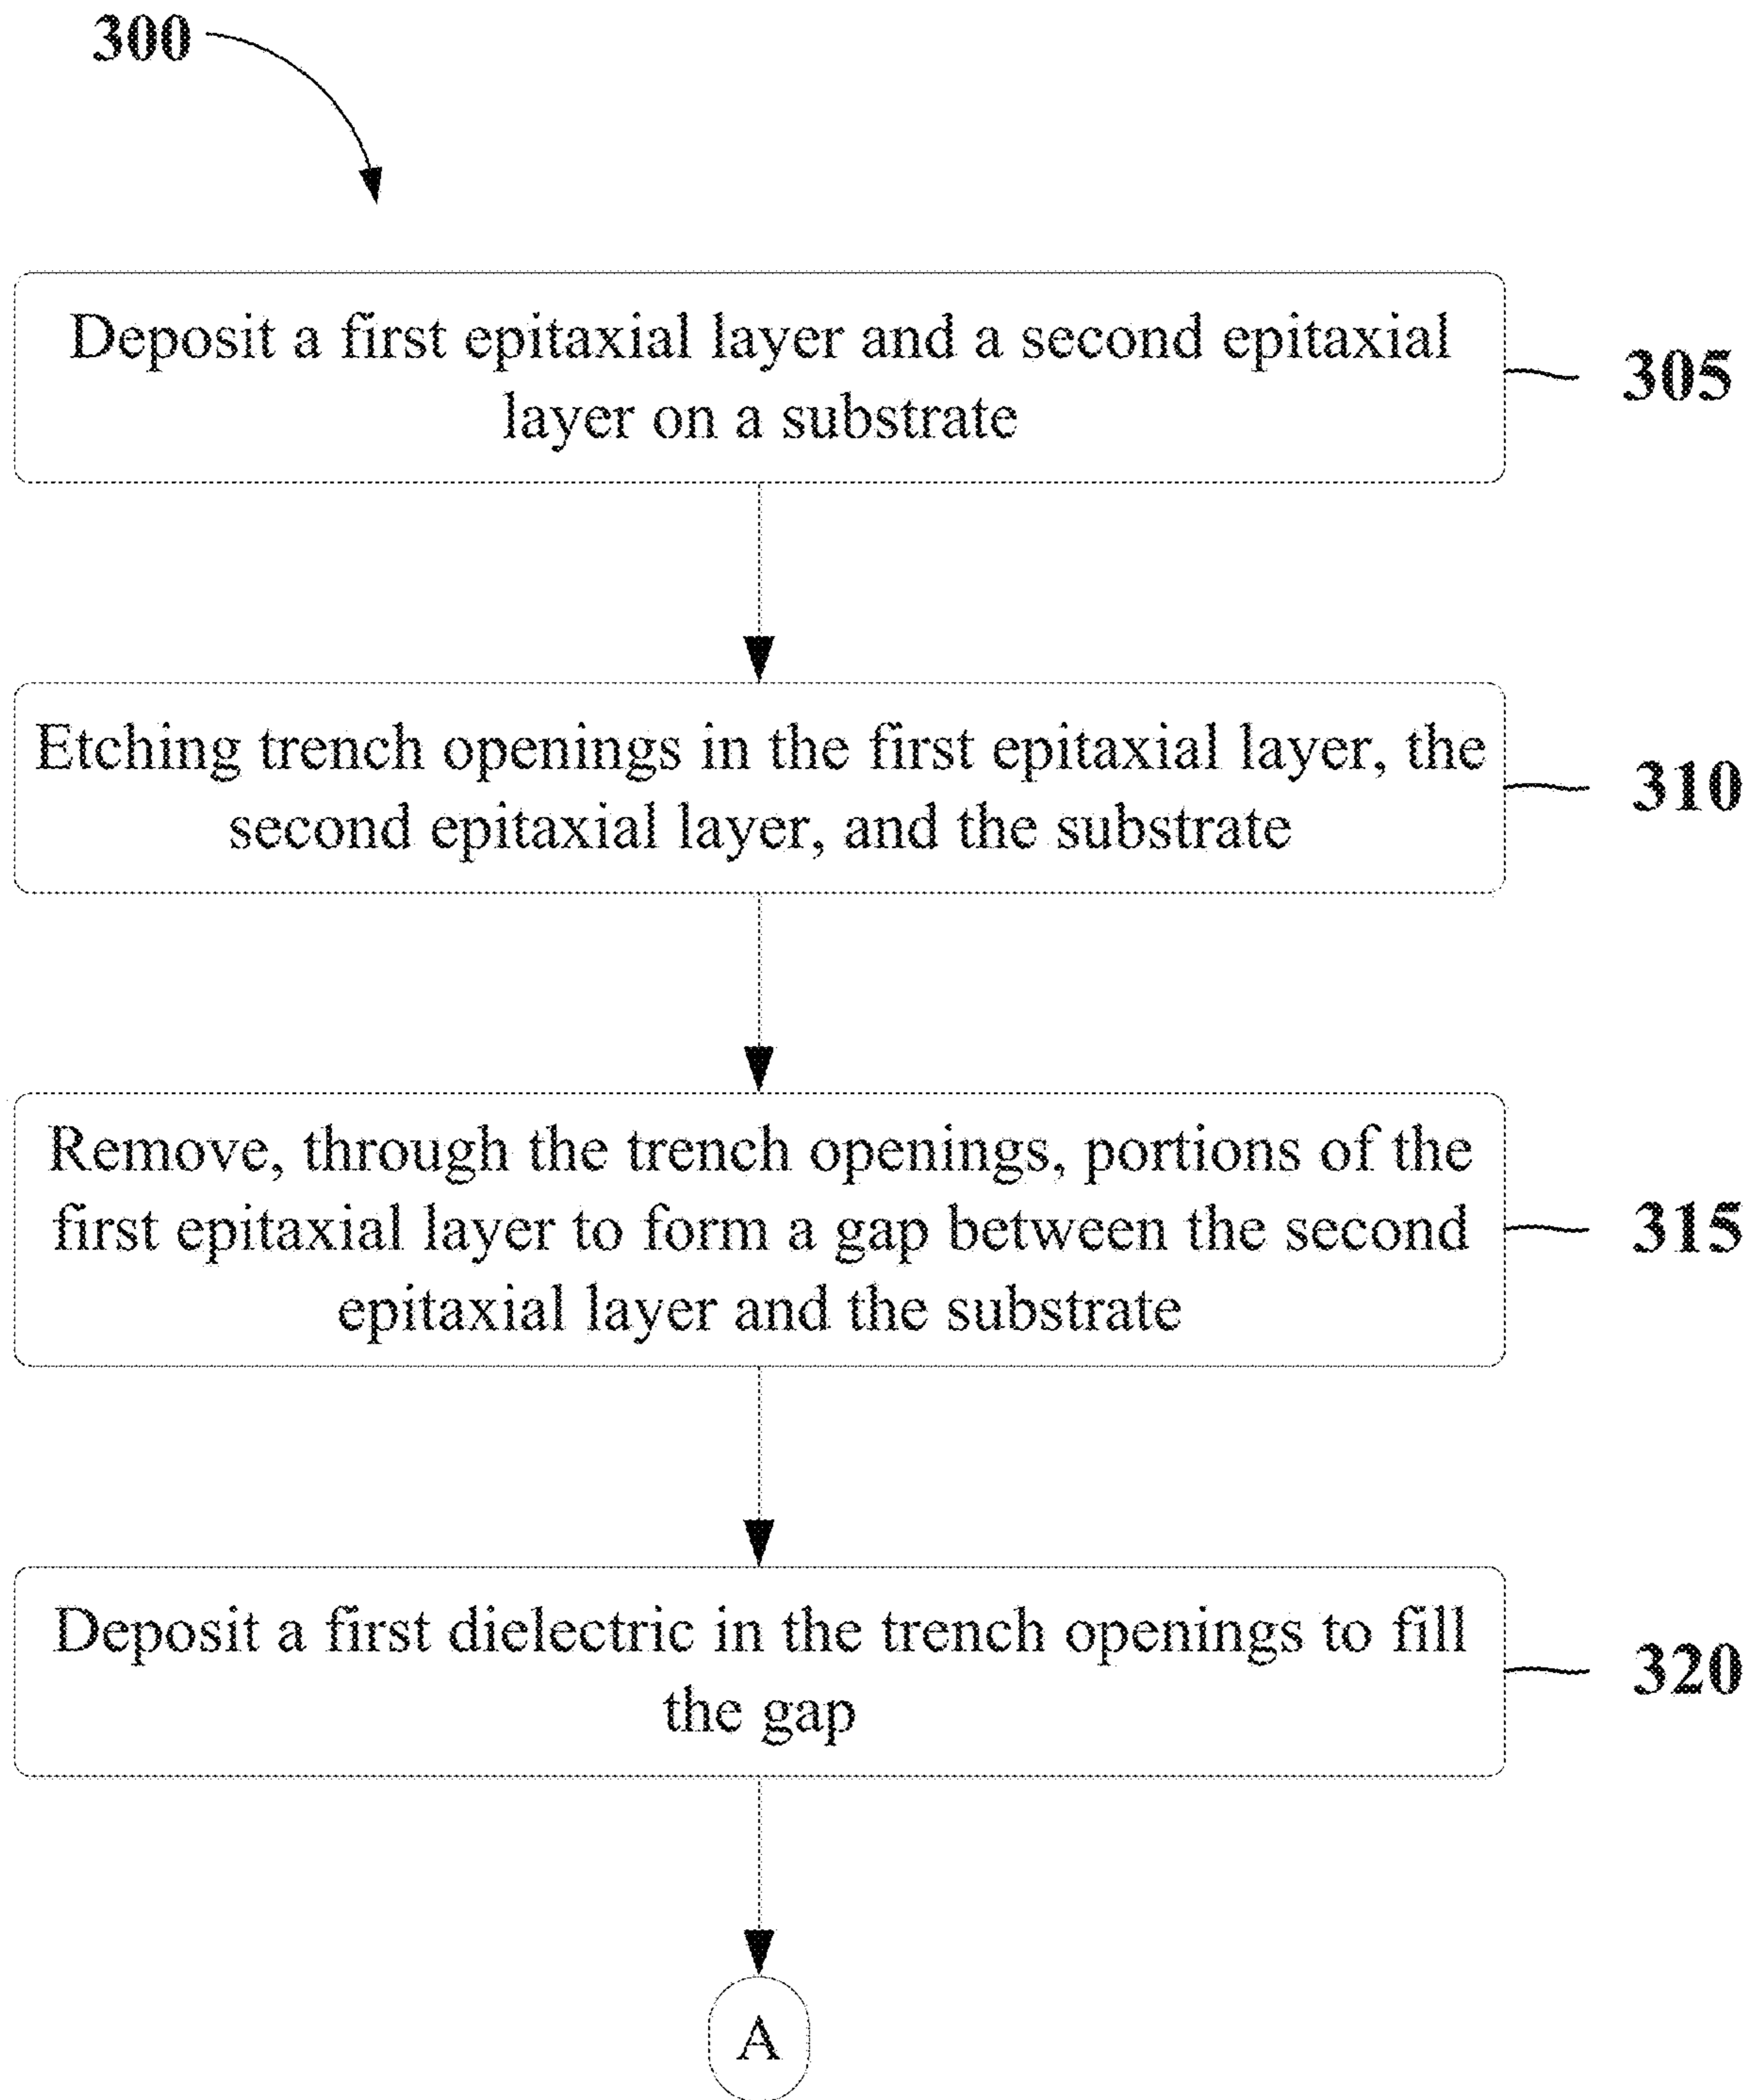 300
Deposit a first epitaxial layer and a second epitaxial
layer on a substrate
305
Etching trench openings in the first epitaxial layer, the
second epitaxial layer, and the substrate
310
Remove, through the trench openings, portions of the
first epitaxial layer to form a gap between the second
epitaxial layer and the substrate
315
Deposit a first dielectric in the trench openings to fill
the gap
320
A